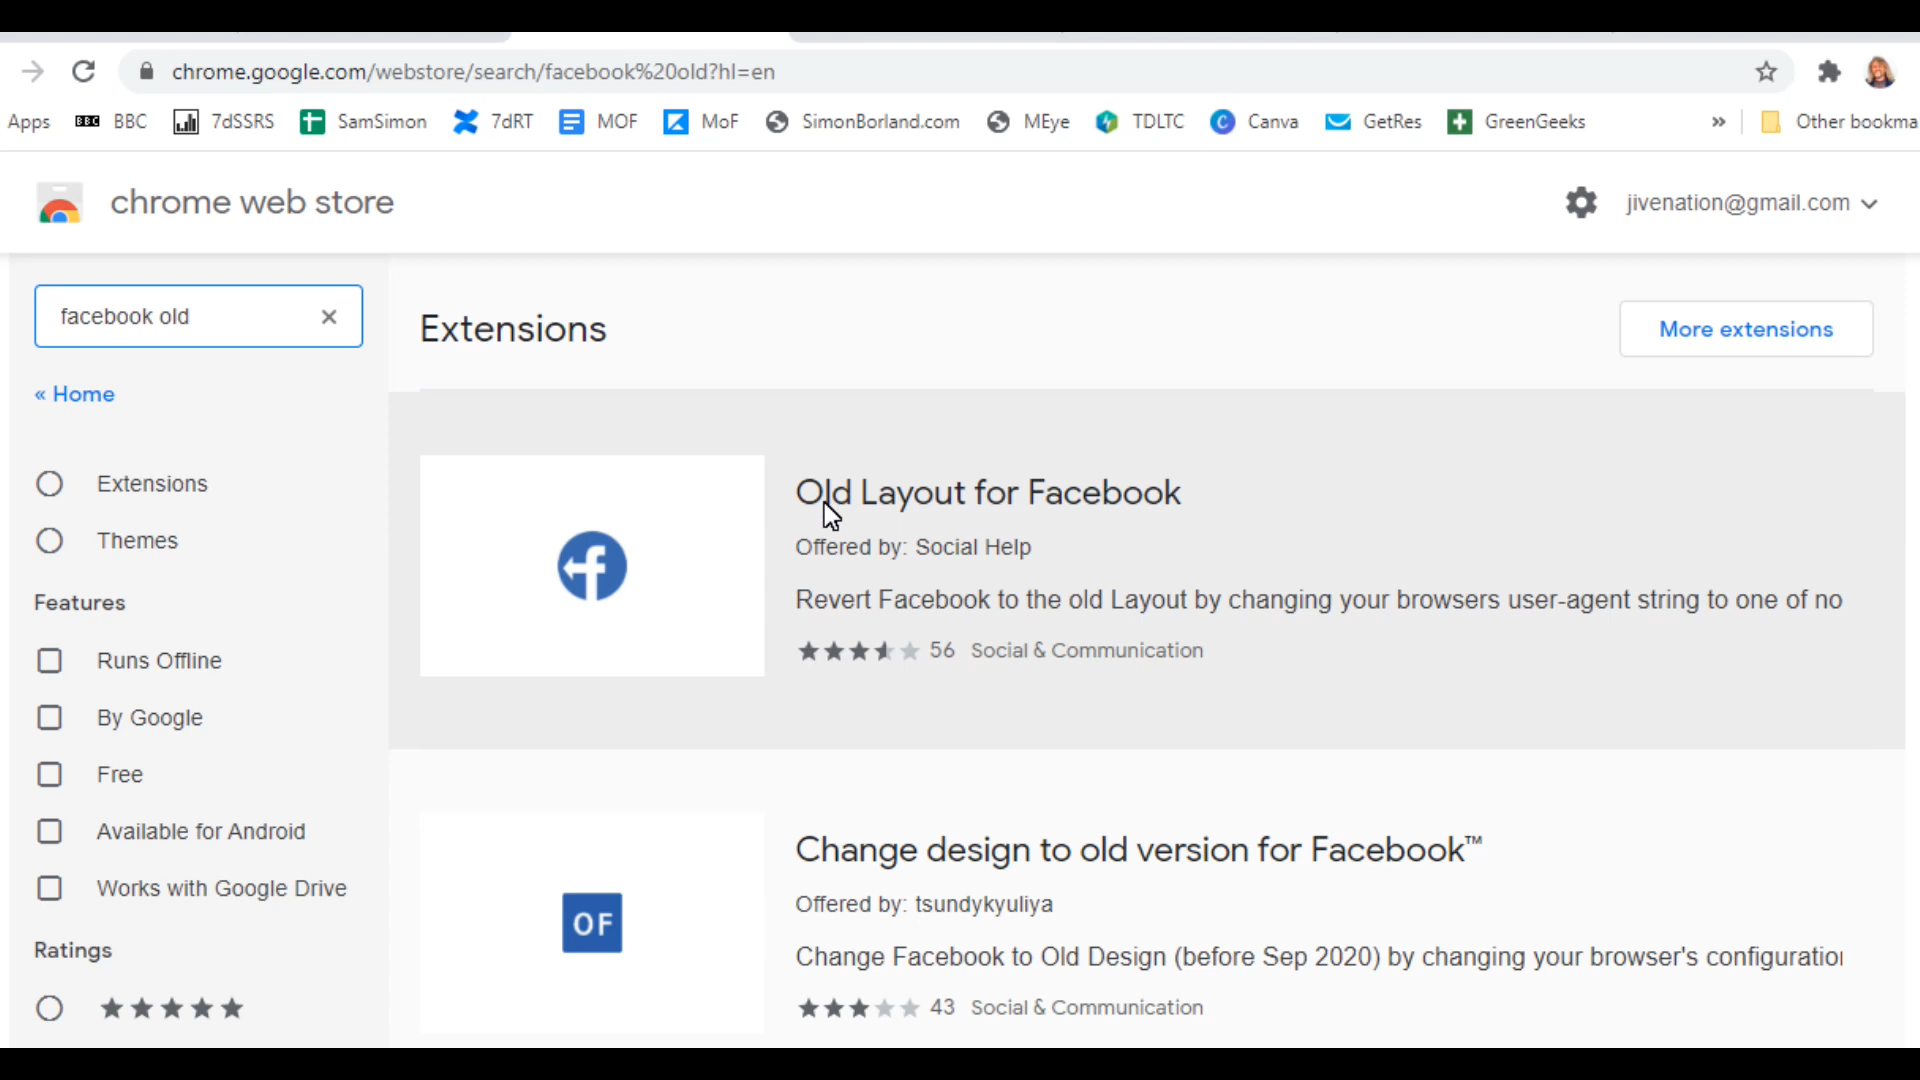 chrome.google.com/webstore/search/facebook%20old?hl=en
Apps BBC BBC 7dSSRS SamSimon 7dRT MOF MoF SimonBorland.com MEye TDLTC C Canva GetRes GreenGeeks » Other bookma
chrome web store
jivenation@gmail.com
facebook old
Extensions
More extensions
« Home
Extensions
Themes
Features
Runs Offline
By Google
Free
Available for Android
Works with Google Drive
Ratings
f
Old Layout for Facebook
Offered by: Social Help
Revert Facebook to the old Layout by changing your browsers user-agent string to one of no
56 Social & Communication
OF
Change design to old version for Facebook™
Offered by: tsundykyuliya
Change Facebook to Old Design (before Sep 2020) by changing your browser's configuration
43 Social & Communication